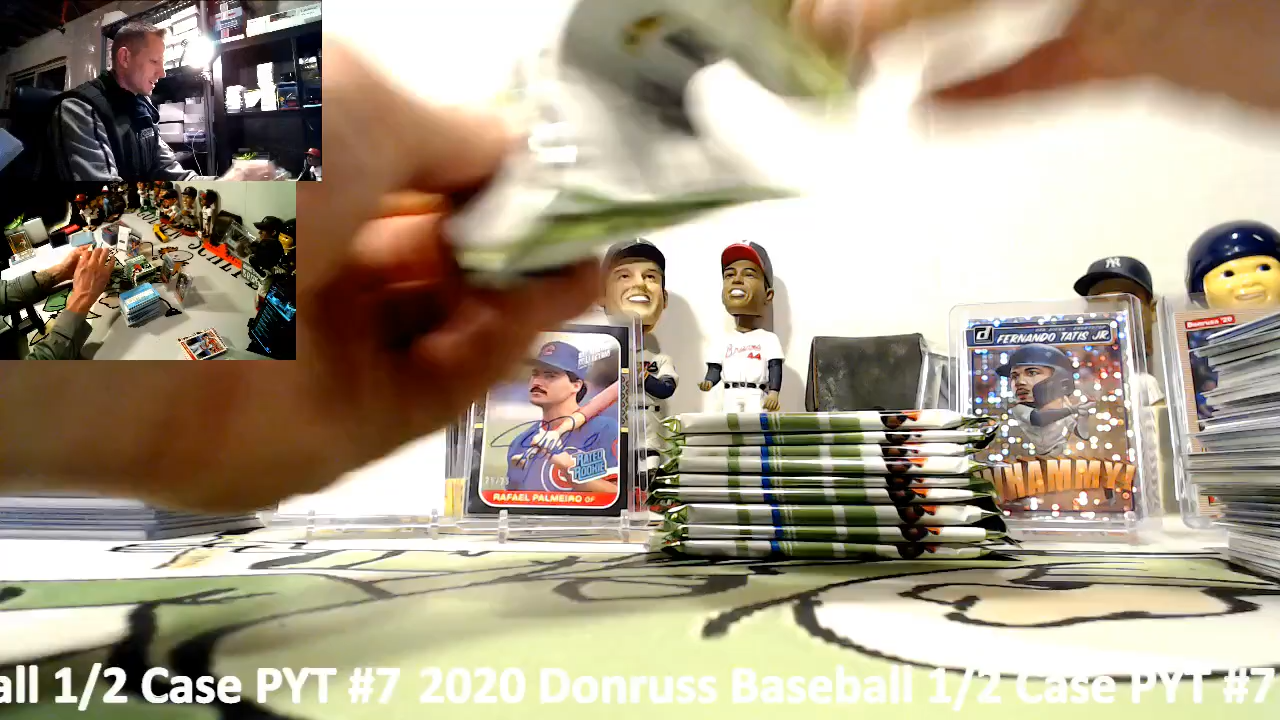 Braves
44
FERNANDO TATIS JR.
WHAMMY!
Donruss '20
RATED ROOKIE
RAFAEL PALMEIRO OF
all 1/2 Case PYT #7 2020 Donruss Baseball 1/2 Case PYT #7